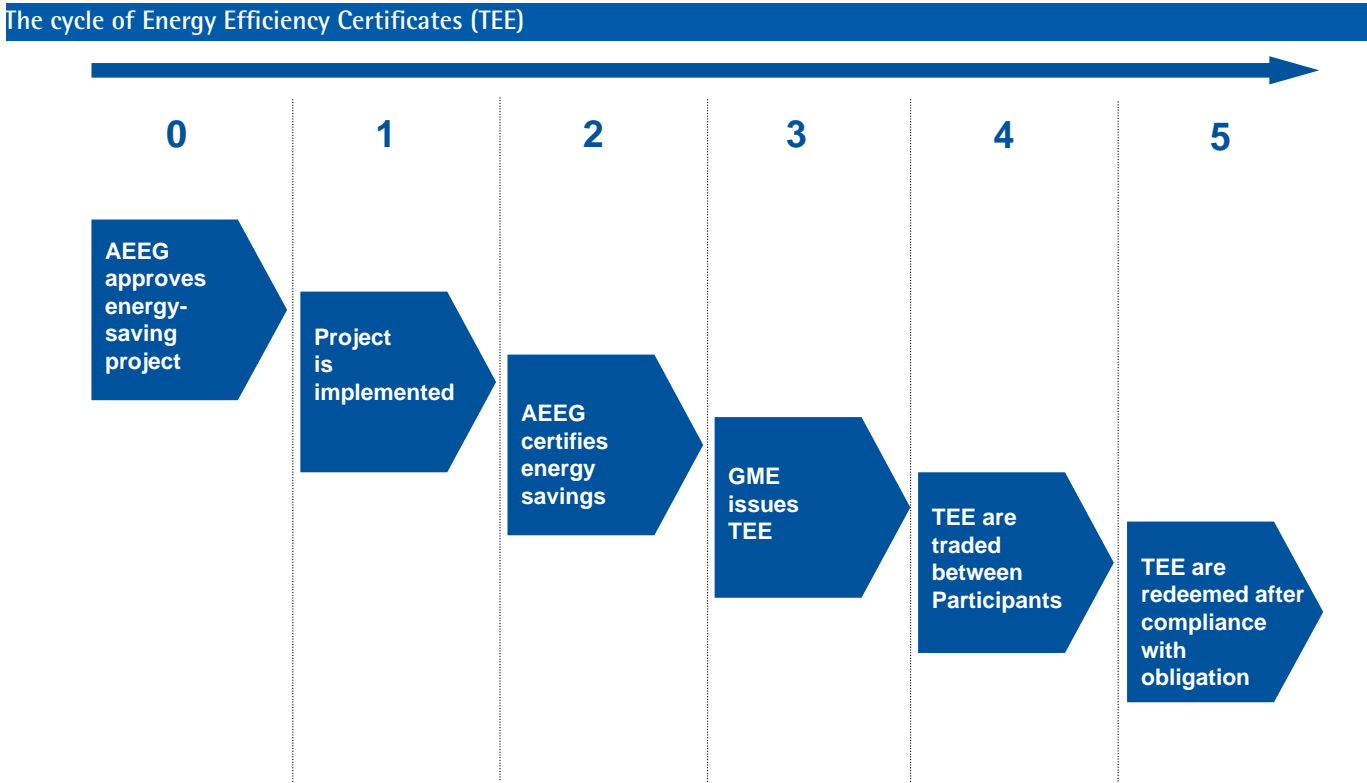 The cycle of Energy Efficiency Certificates (TEE)
0
1
2
3
4
5
AEEG
approves
energy-
saving
project
Project
is
implemented
AEEG
certifies
energy
savings
GME
issues
TEE
TEE are
traded
between
Participants
TEE are
redeemed after
compliance
with
obligation